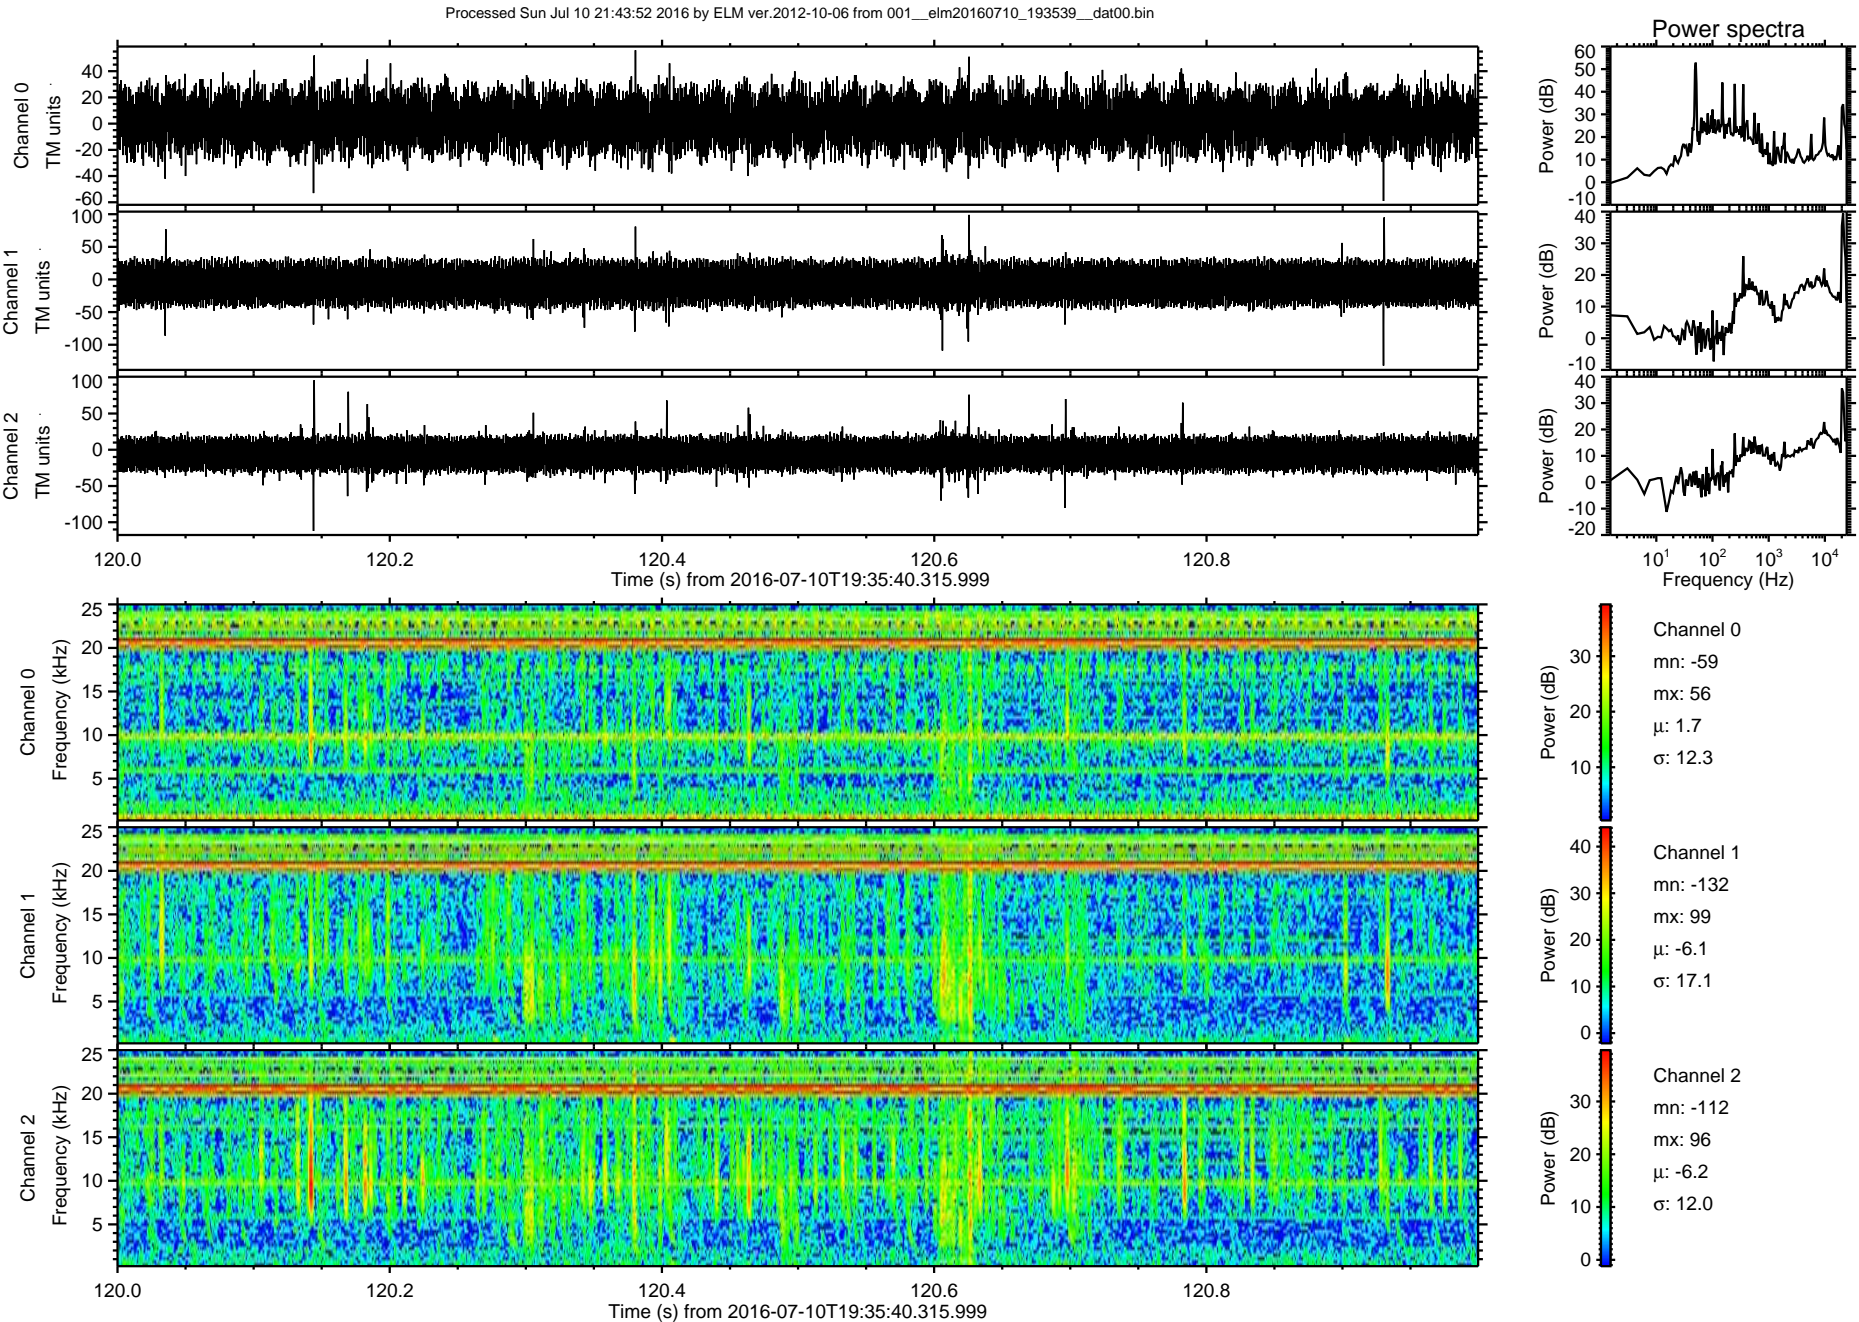 Processed Sun Jul 10 21:43:52 2016 by ELM ver.2012-10-06 from 001__elm20160710_193539__dat00.bin
Power spectra
Channel 0
TM units
40
20
0
-20
-40
-60
Power (dB)
60
50
40
30
20
10
0
-10
Channel 1
TM units
100
50
0
-50
-100
Power (dB)
40
30
20
10
0
-10
Channel 2
TM units
100
50
0
-50
-100
Power (dB)
40
30
20
10
0
-10
-20
120.0 120.2 120.4 120.6 120.8
Time (s) from 2016-07-10T19:35:40.315.999
10^1 10^2 10^3 10^4
Frequency (Hz)
Channel 0
Frequency (kHz)
25
20
15
10
5
Power (dB)
30
20
10
Channel 0
mn: -59
mx: 56
μ: 1.7
σ: 12.3
Channel 1
Frequency (kHz)
25
20
15
10
5
Power (dB)
40
30
20
10
0
Channel 1
mn: -132
mx: 99
μ: -6.1
σ: 17.1
Channel 2
Frequency (kHz)
25
20
15
10
5
Power (dB)
30
20
10
0
Channel 2
mn: -112
mx: 96
μ: -6.2
σ: 12.0
120.0 120.2 120.4 120.6 120.8
Time (s) from 2016-07-10T19:35:40.315.999